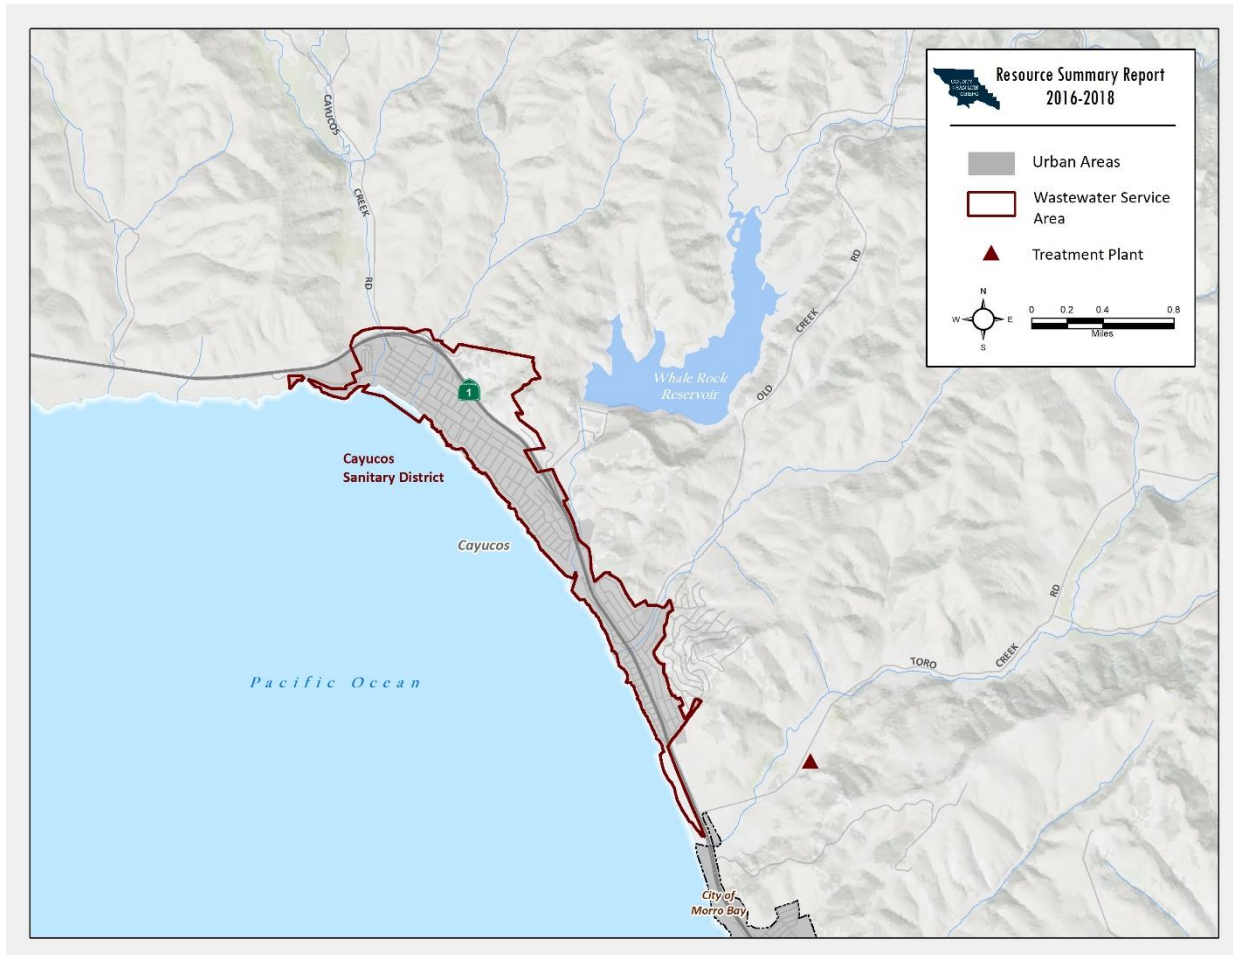 Resource Summary Report
2016-2018
Urban Areas
Wastewater Service
Area
Treatment Plant
N
W
E
S
0
0.2
0.4
0.8
Miles
CAYUCOS
CREEK
RD
1
Whale Rock
Reservoir
OLD
CREEK
RD
Cayucos
Sanitary District
Cayucos
Pacific Ocean
TORO
CREEK
RD
City of
Morro Bay